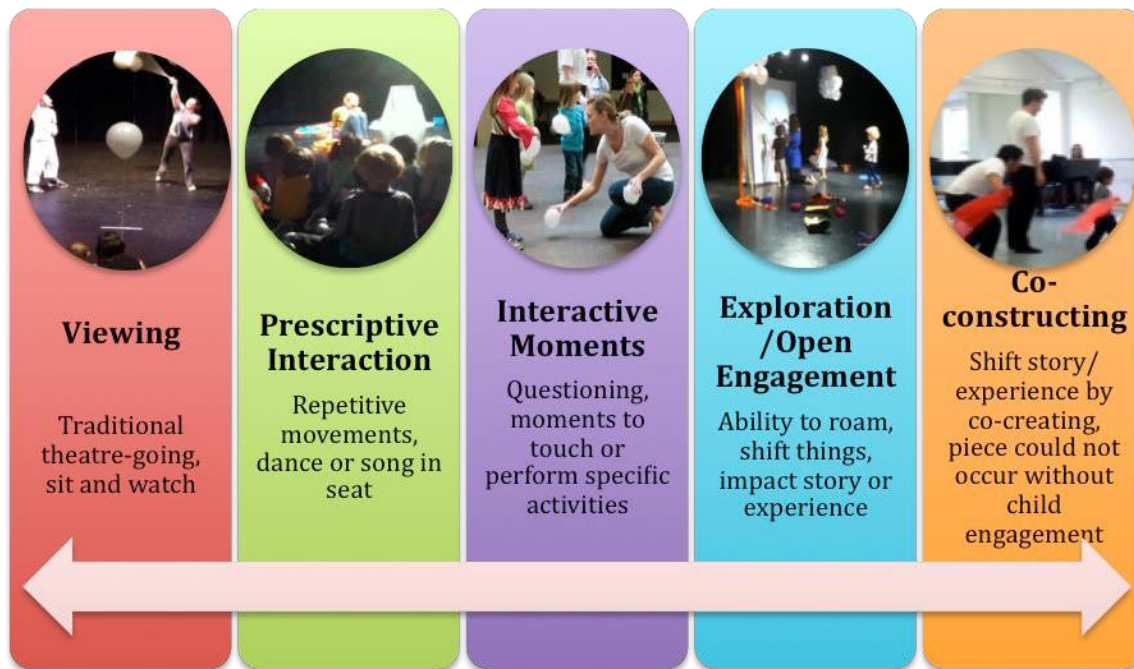 Viewing
Traditional
theatre-going,
sit and watch
Prescriptive
Interaction
Repetitive
movements,
dance or song in
seat
Interactive
Moments
Questioning,
moments to
touch or
perform specific
activities
Exploration
/Open
Engagement
Ability to roam,
shift things,
impact story or
experience
Co-
constructing
Shift story/
experience by
co-creating,
piece could not
occur without
child
engagement